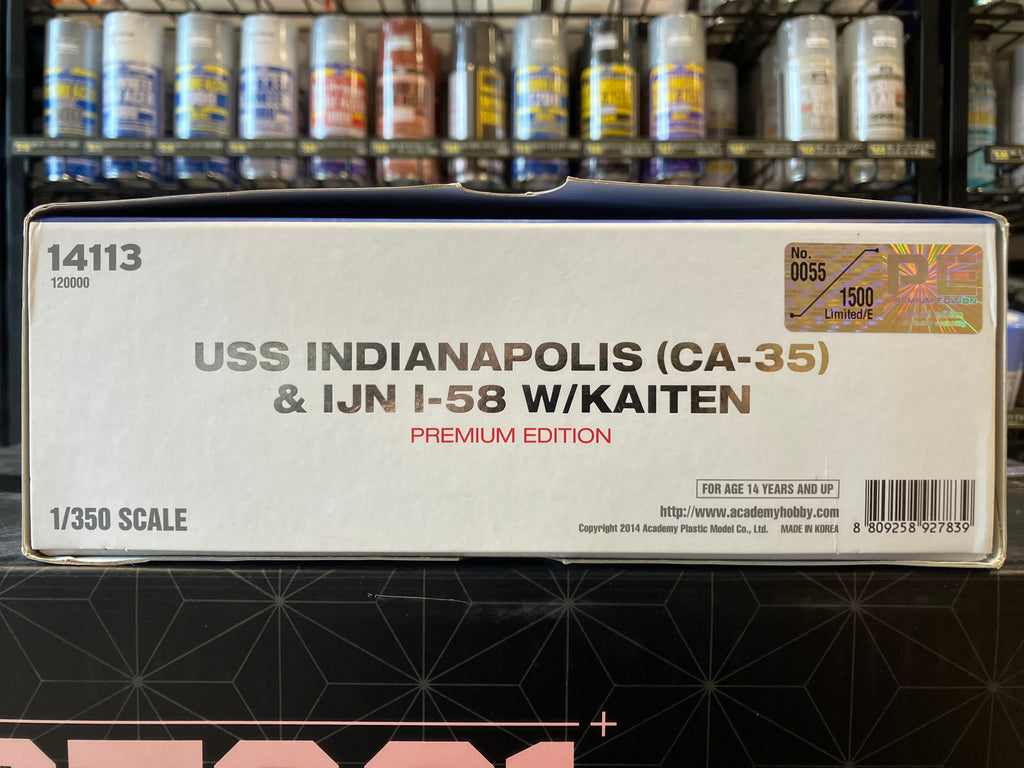 14113
120000
No.
0055
1500
Limited/E
PE
PREMIUM EDITION
USS INDIANAPOLIS (CA-35)
& IJN I-58 W/KAITEN
PREMIUM EDITION
1/350 SCALE
FOR AGE 14 YEARS AND UP
http://www.academyhobby.com
Copyright 2014 Academy Plastic Model Co., Ltd. MADE IN KOREA
8 809258 927839